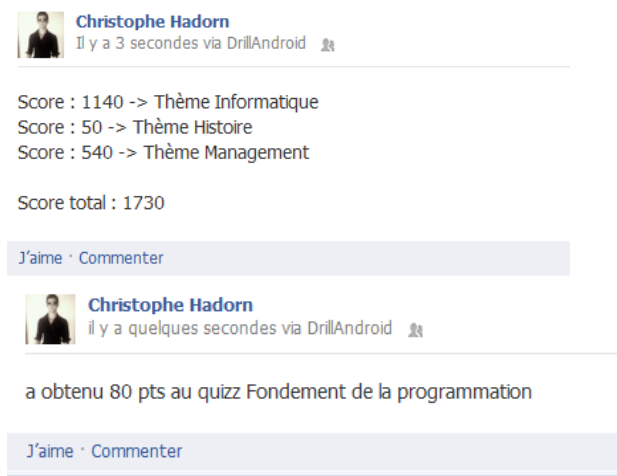 Christophe Hadorn
Il y a 3 secondes via DrillAndroid
Score : 1140 -> Thème Informatique
Score : 50 -> Thème Histoire
Score : 540 -> Thème Management
Score total : 1730
J'aime · Commenter
Christophe Hadorn
il y a quelques secondes via DrillAndroid
a obtenu 80 pts au quizz Fondement de la programmation
J'aime · Commenter